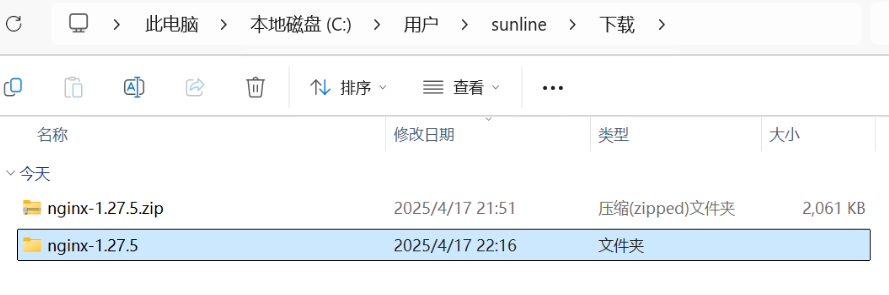 此电脑 > 本地磁盘 (C:) > 用户 > sunline > 下载 >
排序 查看
名称 修改日期 类型 大小
今天
nginx-1.27.5.zip 2025/4/17 21:51 压缩(zipped)文件夹 2,061 KB
nginx-1.27.5 2025/4/17 22:16 文件夹